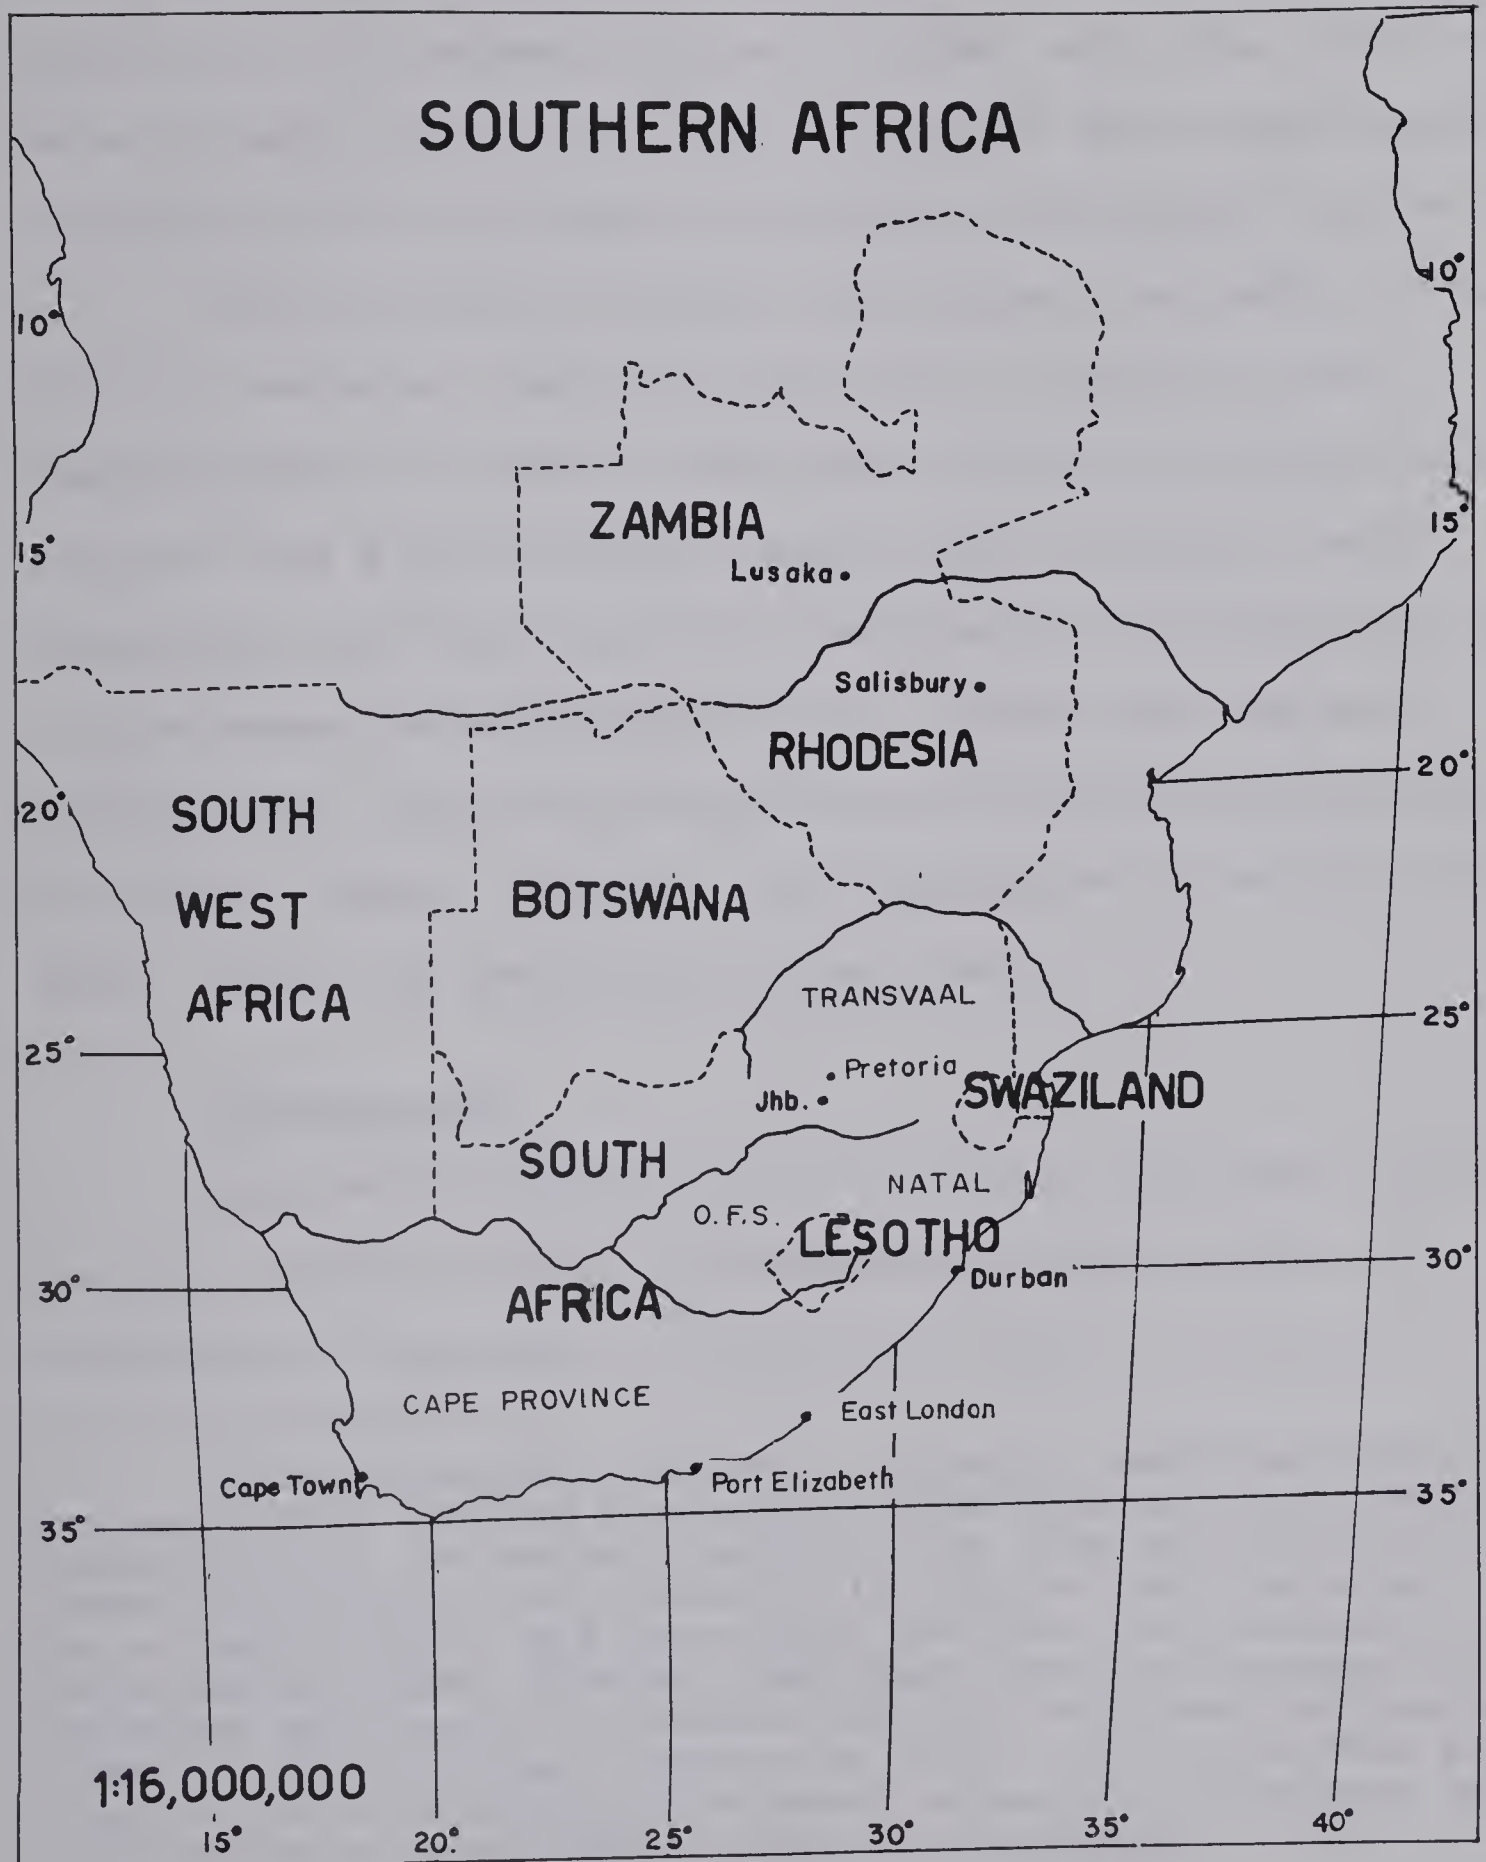 SOUTHERN AFRICA
10°
10°
ZAMBIA
15°
Lusaka
15°
Salisbury
RHODESIA
20°
SOUTH
20°
WEST
BOTSWANA
AFRICA
TRANSVAAL
25°
25°
Pretoria
SWAZILAND
Jhb.
SOUTH
NATAL
O.F.S.
LESOTHO
30°
Durban
30°
AFRICA
CAPE PROVINCE
East London
Cape Town
Port Elizabeth
35°
35°
1:16,000,000
15°
20°
25°
30°
35°
40°